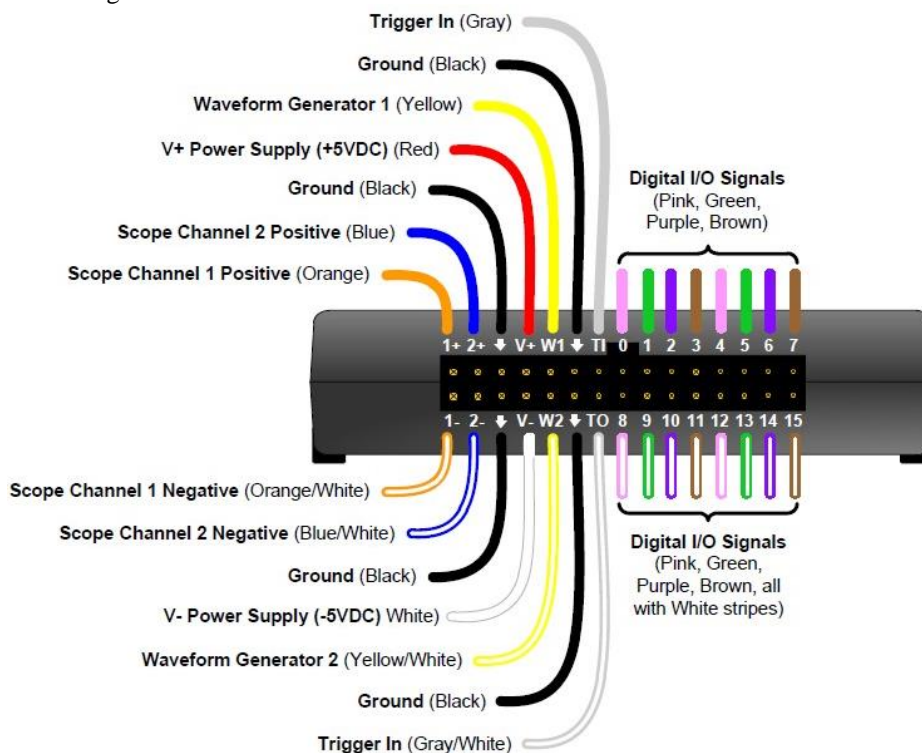 Trigger In (Gray)
Ground (Black)
Waveform Generator 1 (Yellow)
V+ Power Supply (+5VDC) (Red)
Ground (Black)
Scope Channel 2 Positive (Blue)
Scope Channel 1 Positive (Orange)
Digital I/O Signals
(Pink, Green,
Purple, Brown)
1+ 2+ V+ W1 TI 0 1 2 3 4 5 6 7
1- 2- V- W2 TO 8 9 10 11 12 13 14 15
Scope Channel 1 Negative (Orange/White)
Scope Channel 2 Negative (Blue/White)
Ground (Black)
V- Power Supply (-5VDC) White)
Waveform Generator 2 (Yellow/White)
Ground (Black)
Trigger In (Gray/White)
Digital I/O Signals
(Pink, Green,
Purple, Brown, all
with White stripes)